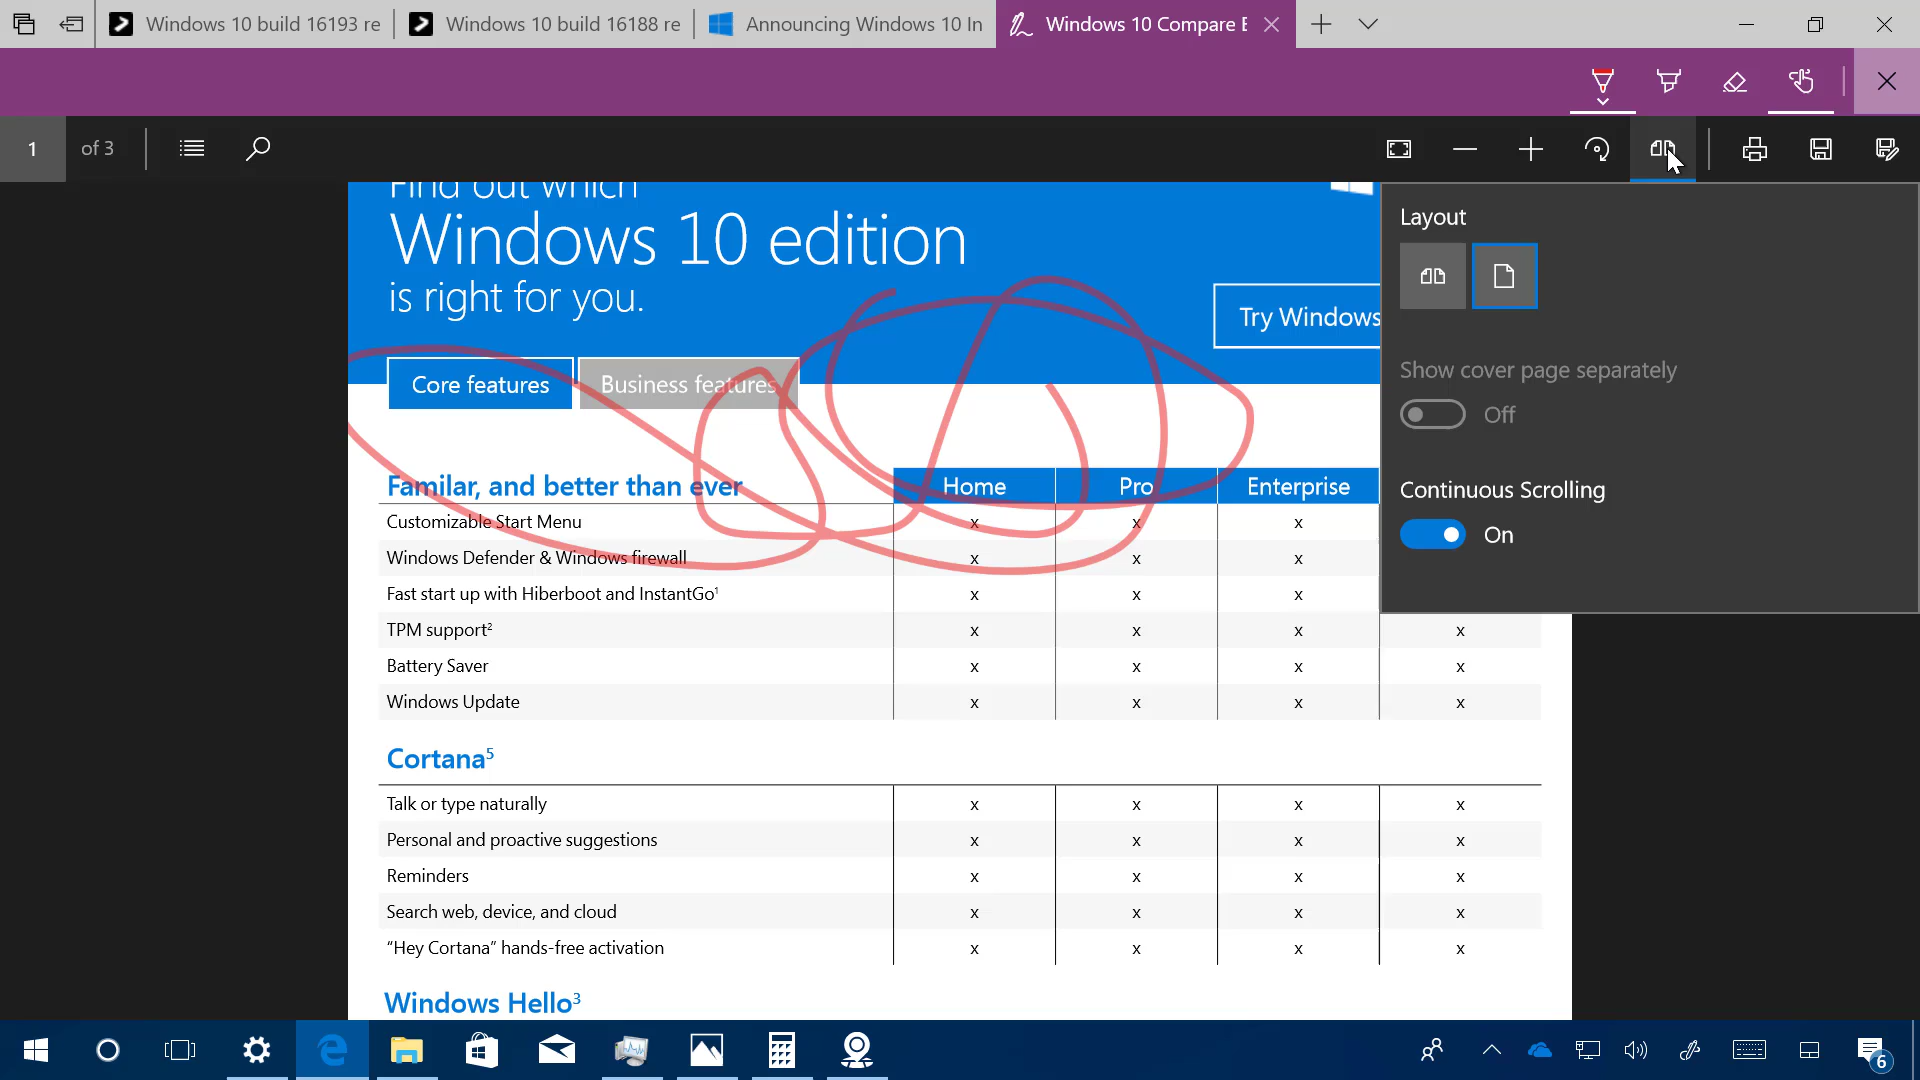 Windows 10 build 16193 re
Windows 10 build 16188 re
Announcing Windows 10 In
Windows 10 Compare E
1 of 3
Find out which
Windows 10 edition
is right for you.
Try Windows
Layout
Show cover page separately
Off
Continuous Scrolling
On
Core features
Business features
Familar, and better than ever Home Pro Enterprise
Customizable Start Menu x x x
Windows Defender & Windows firewall x x x
Fast start up with Hiberboot and InstantGo¹ x x x
TPM support² x x x x
Battery Saver x x x x
Windows Update x x x x
Cortana⁵
Talk or type naturally x x x x
Personal and proactive suggestions x x x x
Reminders x x x x
Search web, device, and cloud x x x x
“Hey Cortana” hands-free activation x x x x
Windows Hello³
6